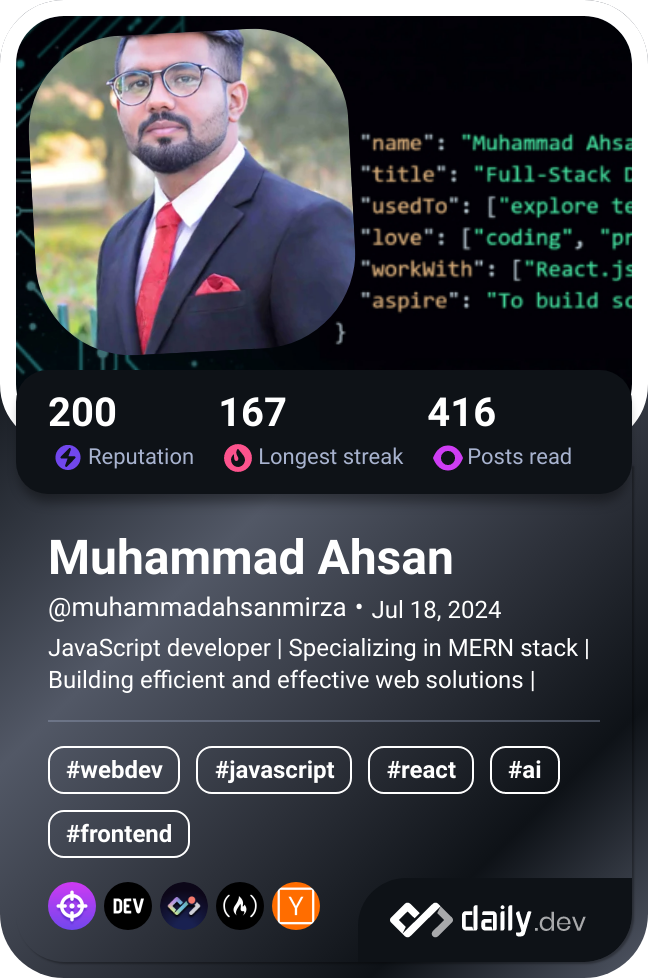 "name": "Muhammad Ahsa
"title": "Full-Stack D
"usedTo": ["explore te
"love": ["coding", "pr
"workWith": ["React.js
"aspire": "To build sc
}
200 167 416
Reputation Longest streak Posts read
Muhammad Ahsan
@muhammadahsanmirza • Jul 18, 2024
JavaScript developer | Specializing in MERN stack |
Building efficient and effective web solutions |
#webdev #javascript #react #ai
#frontend
DEV Y daily.dev